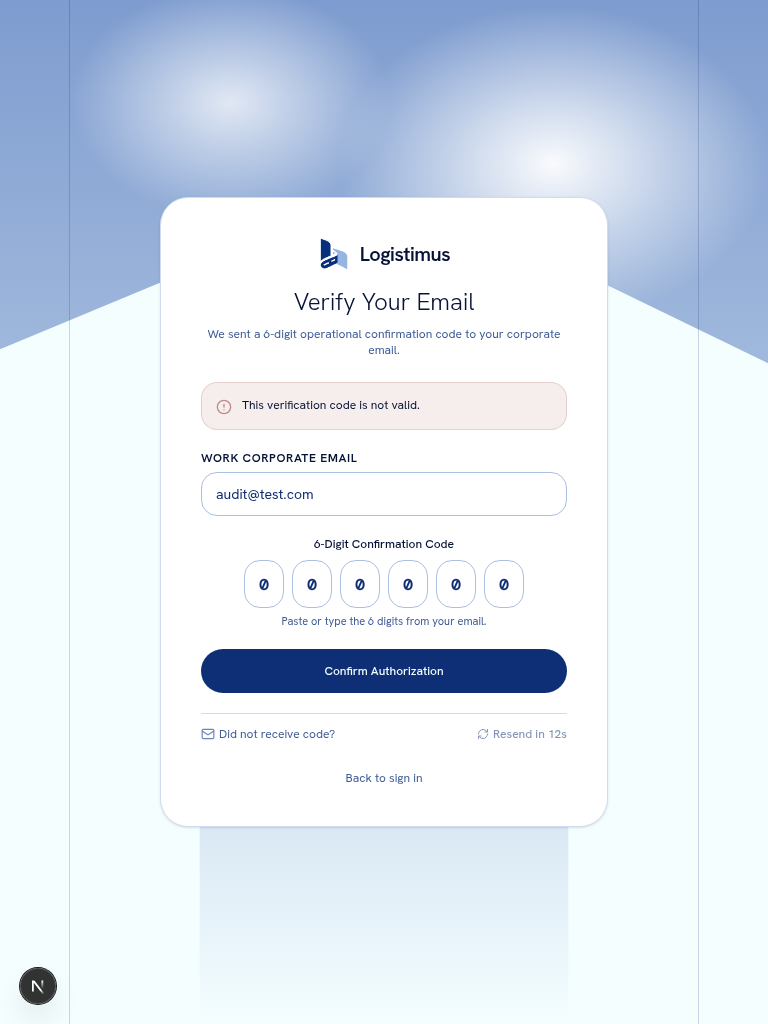 Logistimus
Verify Your Email
We sent a 6-digit operational confirmation code to your corporate
email.
This verification code is not valid.
WORK CORPORATE EMAIL
audit@test.com
6-Digit Confirmation Code
0 0 0 0 0 0
Paste or type the 6 digits from your email.
Confirm Authorization
Did not receive code? Resend in 12s
Back to sign in
N